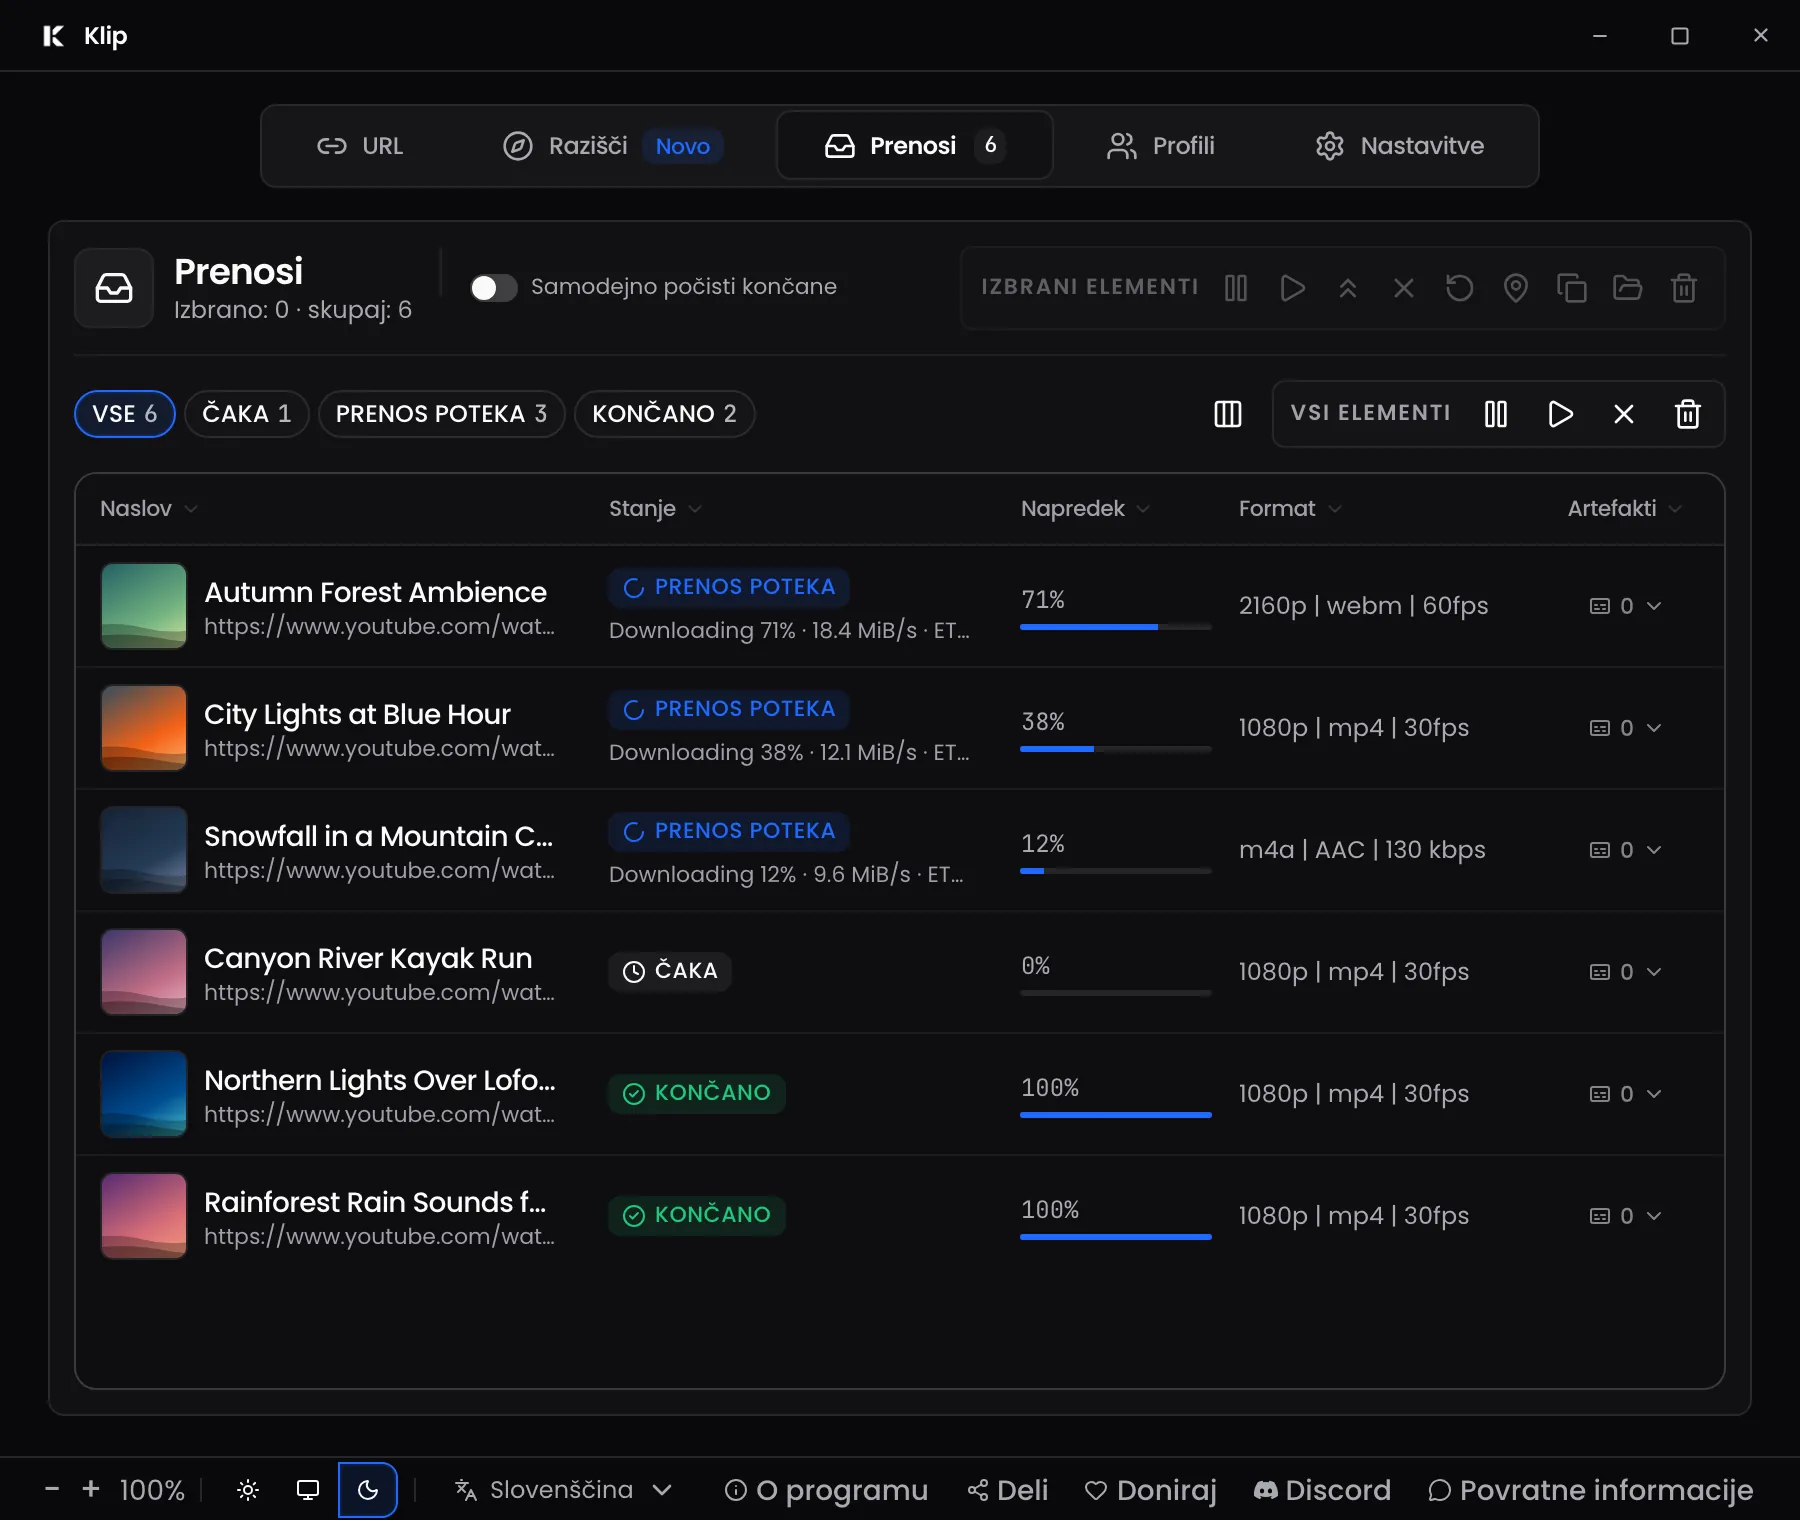 Klip
URL
Razišči Novo
Prenosi 6
Profili
Nastavitve
Prenosi
Izbrano: 0 · skupaj: 6
Samodejno počisti končane
IZBRANI ELEMENTI
VSE 6
ČAKA 1
PRENOS POTEKA 3
KONČANO 2
VSI ELEMENTI
Naslov Stanje Napredek Format Artefakti
Autumn Forest Ambience
https://www.youtube.com/wat...
PRENOS POTEKA
Downloading 71% · 18.4 MiB/s · ET...
71%
2160p | webm | 60fps
0
City Lights at Blue Hour
https://www.youtube.com/wat...
PRENOS POTEKA
Downloading 38% · 12.1 MiB/s · ET...
38%
1080p | mp4 | 30fps
0
Snowfall in a Mountain C...
https://www.youtube.com/wat...
PRENOS POTEKA
Downloading 12% · 9.6 MiB/s · ET...
12%
m4a | AAC | 130 kbps
0
Canyon River Kayak Run
https://www.youtube.com/wat...
ČAKA
0%
1080p | mp4 | 30fps
0
Northern Lights Over Lofo...
https://www.youtube.com/wat...
KONČANO
100%
1080p | mp4 | 30fps
0
Rainforest Rain Sounds f...
https://www.youtube.com/wat...
KONČANO
100%
1080p | mp4 | 30fps
0
100%
Slovenščina
O programu
Deli
Doniraj
Discord
Povratne informacije